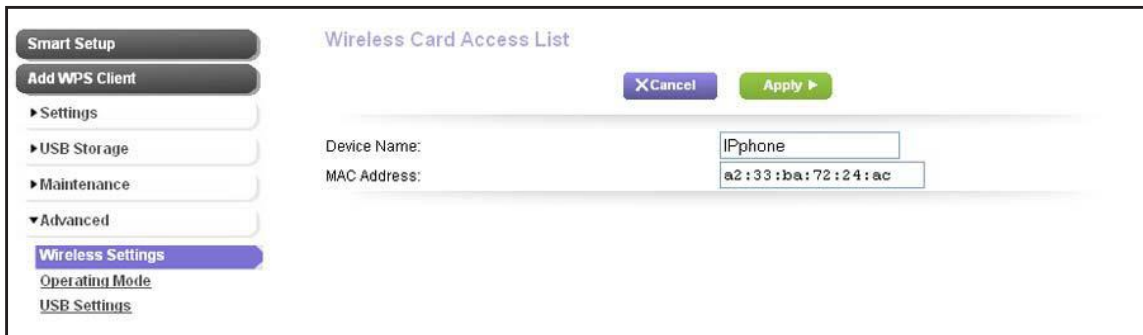 Smart Setup
Add WPS Client
Settings
USB Storage
Maintenance
Advanced
Wireless Settings
Operating Mode
USB Settings
Wireless Card Access List
XCancel
Apply
Device Name:
IPphone
MAC Address:
a2:33:ba:72:24:ac